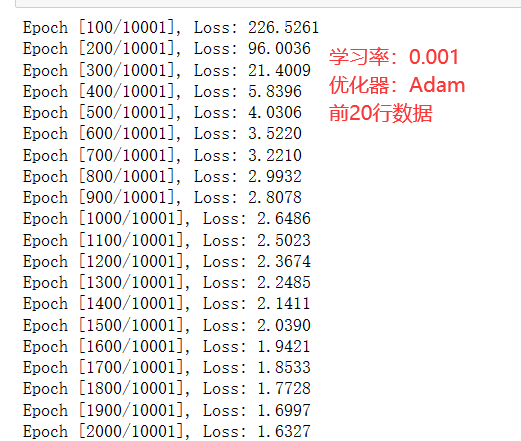 Epoch [100/10001], Loss: 226.5261
Epoch [200/10001], Loss: 96.0036
Epoch [300/10001], Loss: 21.4009
Epoch [400/10001], Loss: 5.8396
Epoch [500/10001], Loss: 4.0306
Epoch [600/10001], Loss: 3.5220
Epoch [700/10001], Loss: 3.2210
Epoch [800/10001], Loss: 2.9932
Epoch [900/10001], Loss: 2.8078
Epoch [1000/10001], Loss: 2.6486
Epoch [1100/10001], Loss: 2.5023
Epoch [1200/10001], Loss: 2.3674
Epoch [1300/10001], Loss: 2.2485
Epoch [1400/10001], Loss: 2.1411
Epoch [1500/10001], Loss: 2.0390
Epoch [1600/10001], Loss: 1.9421
Epoch [1700/10001], Loss: 1.8533
Epoch [1800/10001], Loss: 1.7728
Epoch [1900/10001], Loss: 1.6997
Epoch [2000/10001], Loss: 1.6327
学习率：0.001
优化器：Adam
前20行数据